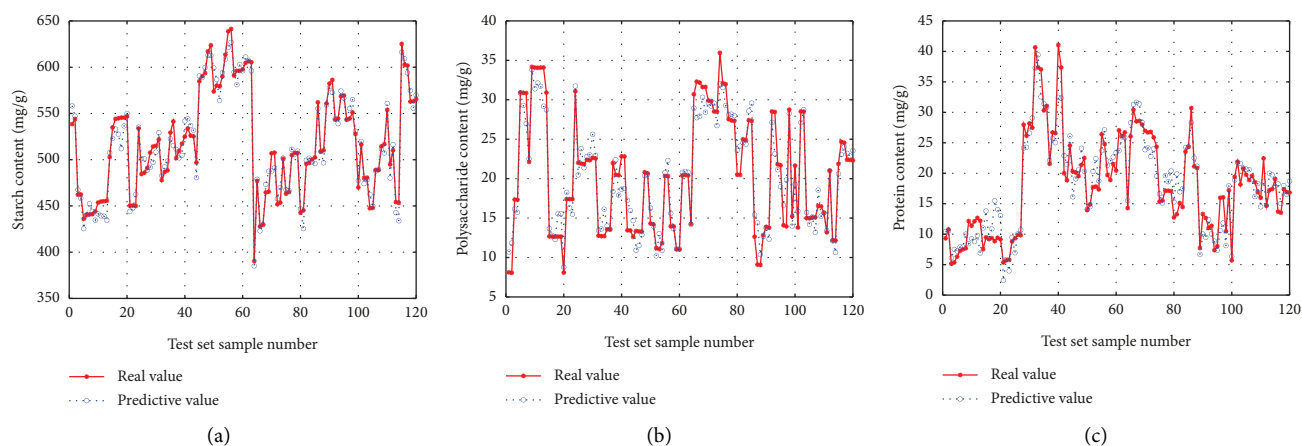 Starch content (mg/g)
650
600
550
500
450
400
350
0 20 40 60 80 100 120
Test set sample number
Real value
Predictive value
(a)
Polysaccharide content (mg/g)
40
35
30
25
20
15
10
5
0 20 40 60 80 100 120
Test set sample number
Real value
Predictive value
(b)
Protein content (mg/g)
45
40
35
30
25
20
15
10
5
0
0 20 40 60 80 100 120
Test set sample number
Real value
Predictive value
(c)